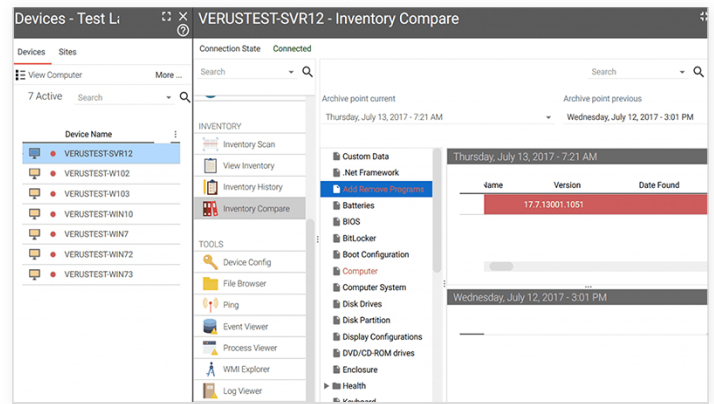 Devices - Test La
VERUSTEST-SVR12 - Inventory Compare
Devices
Sites
View Computer
More ...
7 Active
Search
Device Name
VERUSTEST-SVR12
VERUSTEST-W102
VERUSTEST-W103
VERUSTEST-WIN10
VERUSTEST-WIN7
VERUSTEST-WIN72
VERUSTEST-WIN73
Connection State
Connected
Search
INVENTORY
Inventory Scan
View Inventory
Inventory History
Inventory Compare
TOOLS
Device Config
File Browser
Ping
Event Viewer
Process Viewer
WMI Explorer
Log Viewer
Search
Archive point current
Archive point previous
Thursday, July 13, 2017 - 7:21 AM
Wednesday, July 12, 2017 - 3:01 PM
Custom Data
.Net Framework
Add Remove Programs
Batteries
BIOS
BitLocker
Boot Configuration
Computer
Computer System
Disk Drives
Disk Partition
Display Configurations
DVD/CD-ROM drives
Enclosure
Health
Keyboard
Thursday, July 13, 2017 - 7:21 AM
Name
Version
Date Found
17.7.13001.1051
Wednesday, July 12, 2017 - 3:01 PM